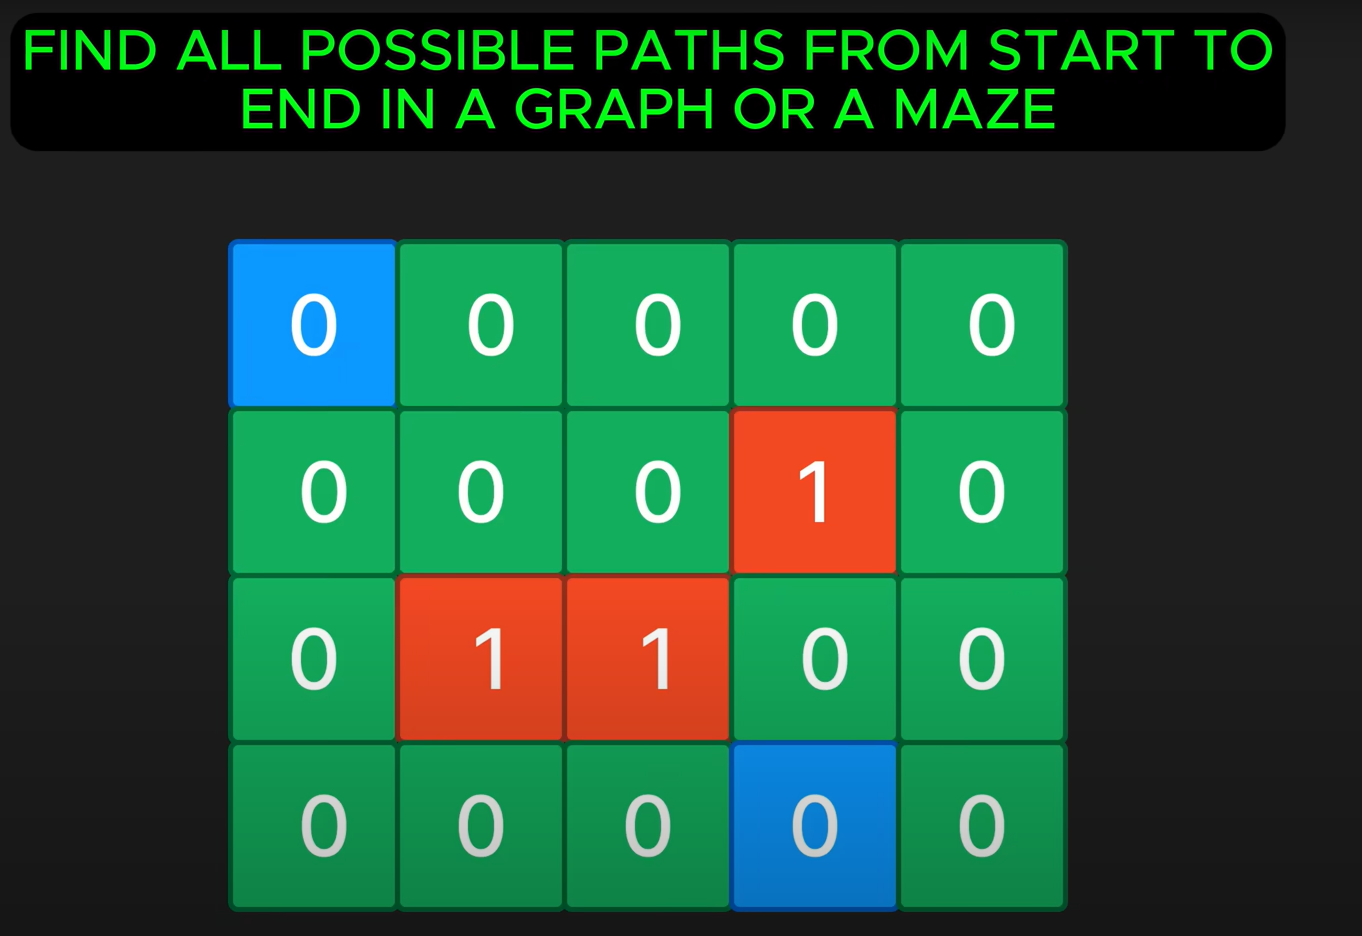 FIND ALL POSSIBLE PATHS FROM START TO
END IN A GRAPH OR A MAZE
0 0 0 0 0
0 0 0 1 0
0 1 1 0 0
0 0 0 0 0